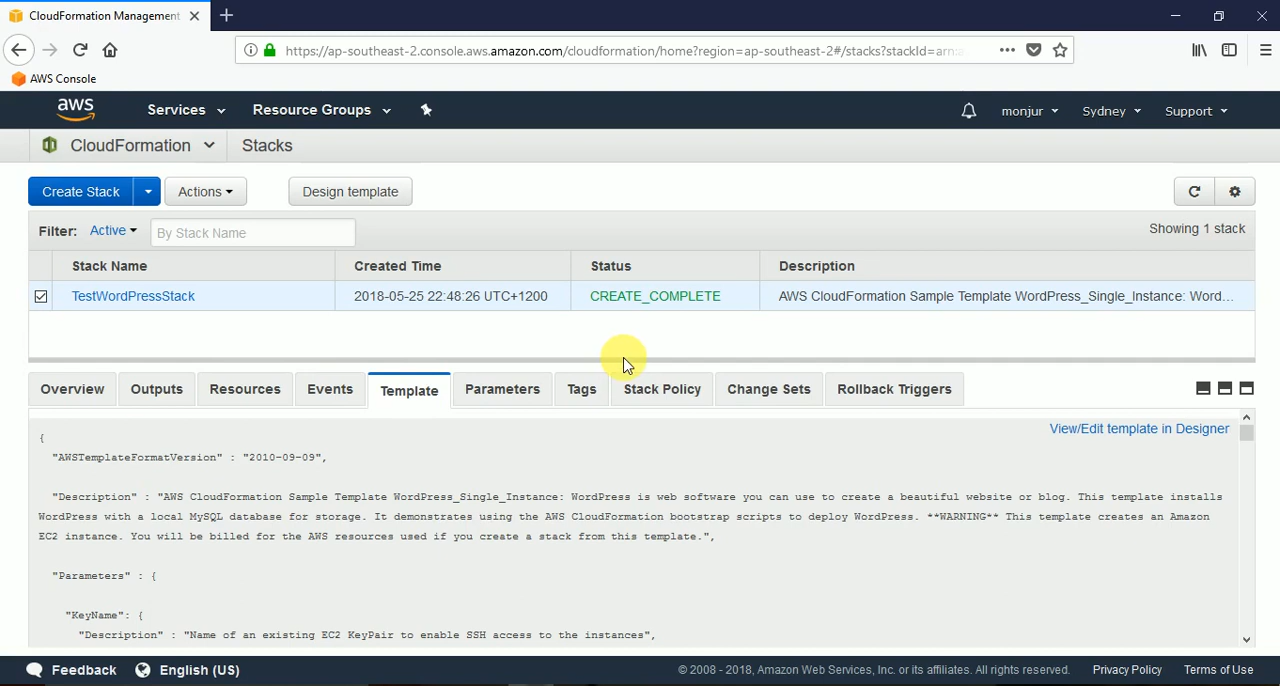 CloudFormation Management
https://ap-southeast-2.console.aws.amazon.com/cloudformation/home?region=ap-southeast-2#/stacks?stackId=arn:a
AWS Console
aws Services Resource Groups monjur Sydney Support
CloudFormation Stacks
Create Stack Actions Design template
Filter: Active By Stack Name Showing 1 stack
Stack Name Created Time Status Description
TestWordPressStack 2018-05-25 22:48:26 UTC+1200 CREATE_COMPLETE AWS CloudFormation Sample Template WordPress_Single_Instance: Word...
Overview Outputs Resources Events Template Parameters Tags Stack Policy Change Sets Rollback Triggers
View/Edit template in Designer
{
"AWSTemplateFormatVersion" : "2010-09-09",
"Description" : "AWS CloudFormation Sample Template WordPress_Single_Instance: WordPress is web software you can use to create a beautiful website or blog. This template installs
WordPress with a local MySQL database for storage. It demonstrates using the AWS CloudFormation bootstrap scripts to deploy WordPress. **WARNING** This template creates an Amazon
EC2 instance. You will be billed for the AWS resources used if you create a stack from this template.",
"Parameters" : {
"KeyName": {
"Description" : "Name of an existing EC2 KeyPair to enable SSH access to the instances",
Feedback English (US) © 2008 - 2018, Amazon Web Services, Inc. or its affiliates. All rights reserved. Privacy Policy Terms of Use